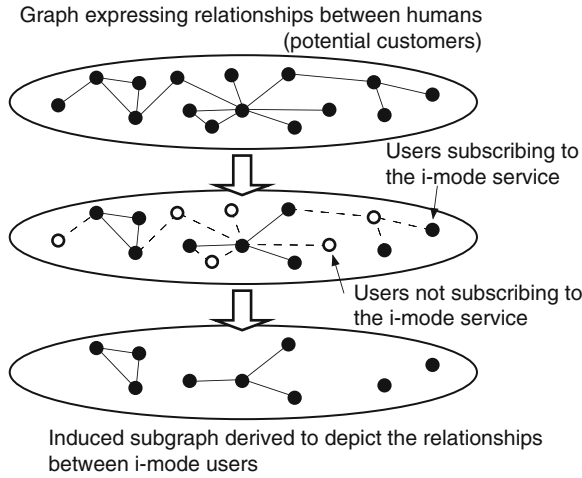 Graph expressing relationships between humans
(potential customers)
Users subscribing to
the i-mode service
Users not subscribing to
the i-mode service
Induced subgraph derived to depict the relationships
between i-mode users